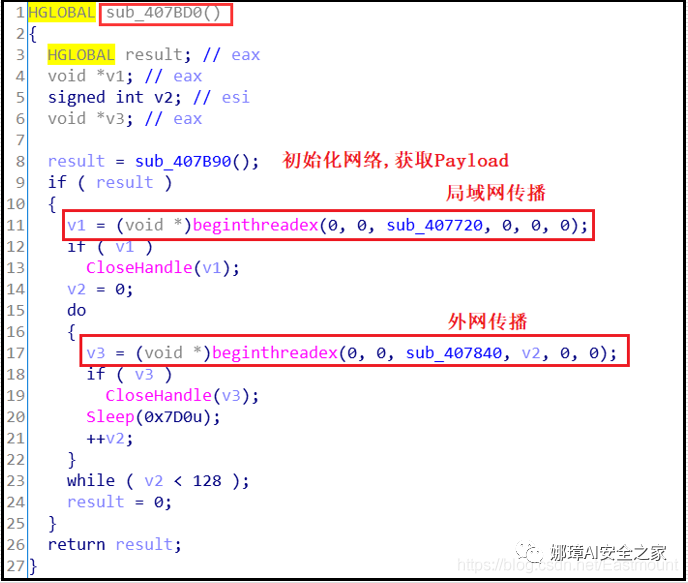 1 HGLOBAL sub_407BD0()
2 {
3 HGLOBAL result; // eax
4 void *v1; // eax
5 signed int v2; // esi
6 void *v3; // eax
7
8 result = sub_407B90(); 初始化网络,获取Payload
9 if ( result )
局域网传播
10 {
11 v1 = (void *)beginthreadex(0, 0, sub_407720, 0, 0, 0);
12 if ( v1 )
13 CloseHandle(v1);
14 v2 = 0;
15 do
外网传播
16 {
17 v3 = (void *)beginthreadex(0, 0, sub_407840, v2, 0, 0);
18 if ( v3 )
19 CloseHandle(v3);
20 Sleep(0x7D0u);
21 ++v2;
22 }
23 while ( v2 < 128 );
24 result = 0;
25 }
26 return result;
娜璋AI安全之家
https://blog.csdn.net/Eastmount
27 }